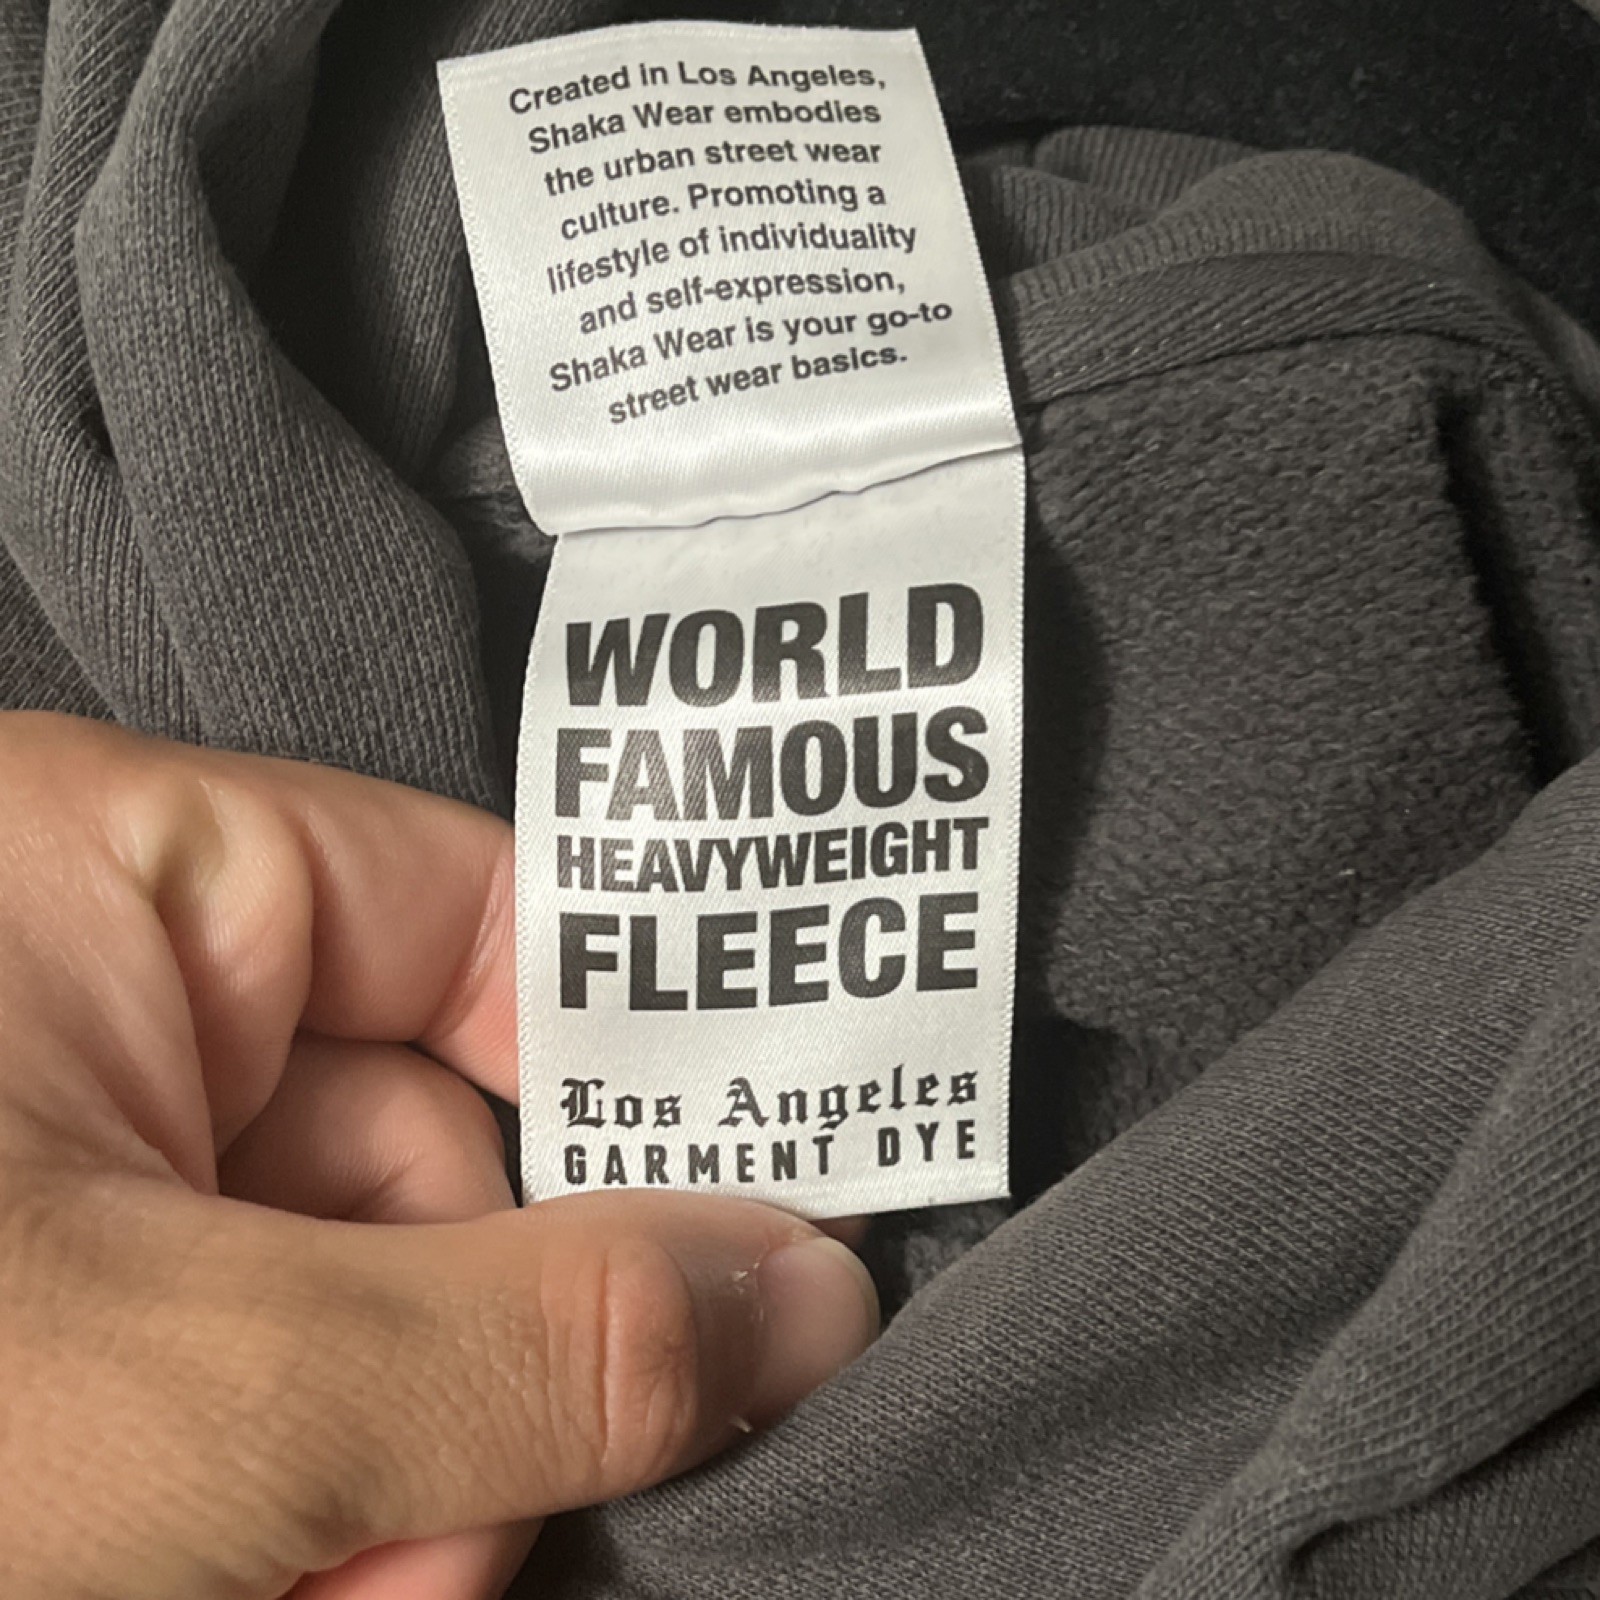 Created in Los Angeles,
Shaka Wear embodies
the urban street wear
culture. Promoting a
lifestyle of individuality
and self-expression,
Shaka Wear is your go-to
street wear basics.
WORLD
FAMOUS
HEAVYWEIGHT
FLEECE
Los Angeles
GARMENT DYE